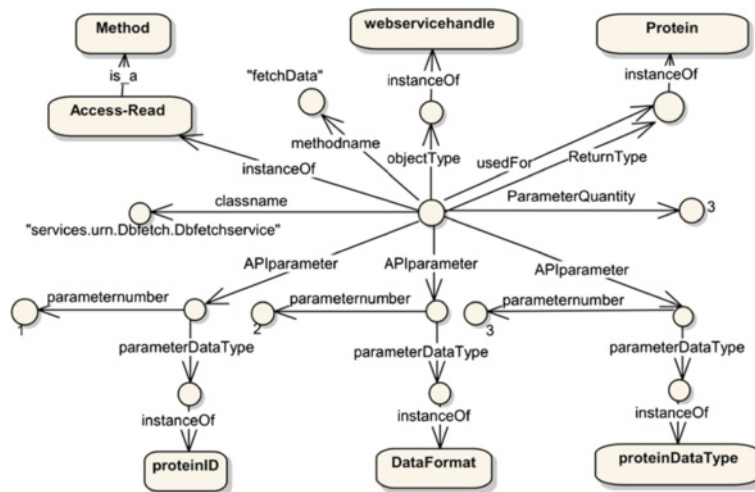 Method
webservicehandle
Protein
is_a
"fetchData"
instanceOf
instanceOf
Access-Read
methodname
objectType
usedFor
ReturnType
instanceOf
classname
ParameterQuantity
3
"services.urn.Dbfetch.Dbfetchservice"
APIparameter
APIparameter
APIparameter
parameternumber
parameternumber
parameternumber
1
2
3
parameterDataType
parameterDataType
parameterDataType
instanceOf
instanceOf
instanceOf
proteinID
DataFormat
proteinDataType